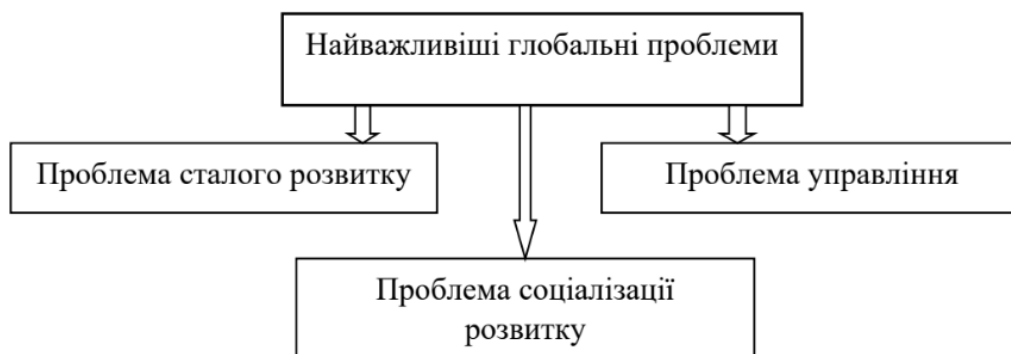 Найважливіші глобальні проблеми
Проблема сталого розвитку
Проблема управління
Проблема соціалізації
розвитку